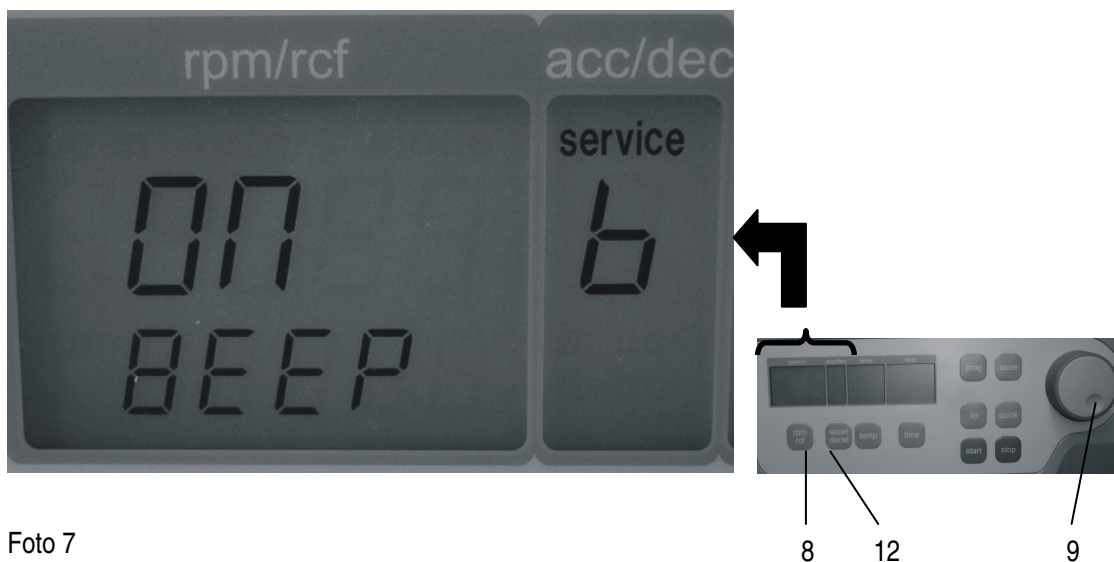 rpm/rcf acc/dec
service
ON b
BEEP
prog store
lid quick
rpm rcf accel decel temp time
start stop
Foto 7
8 12 9